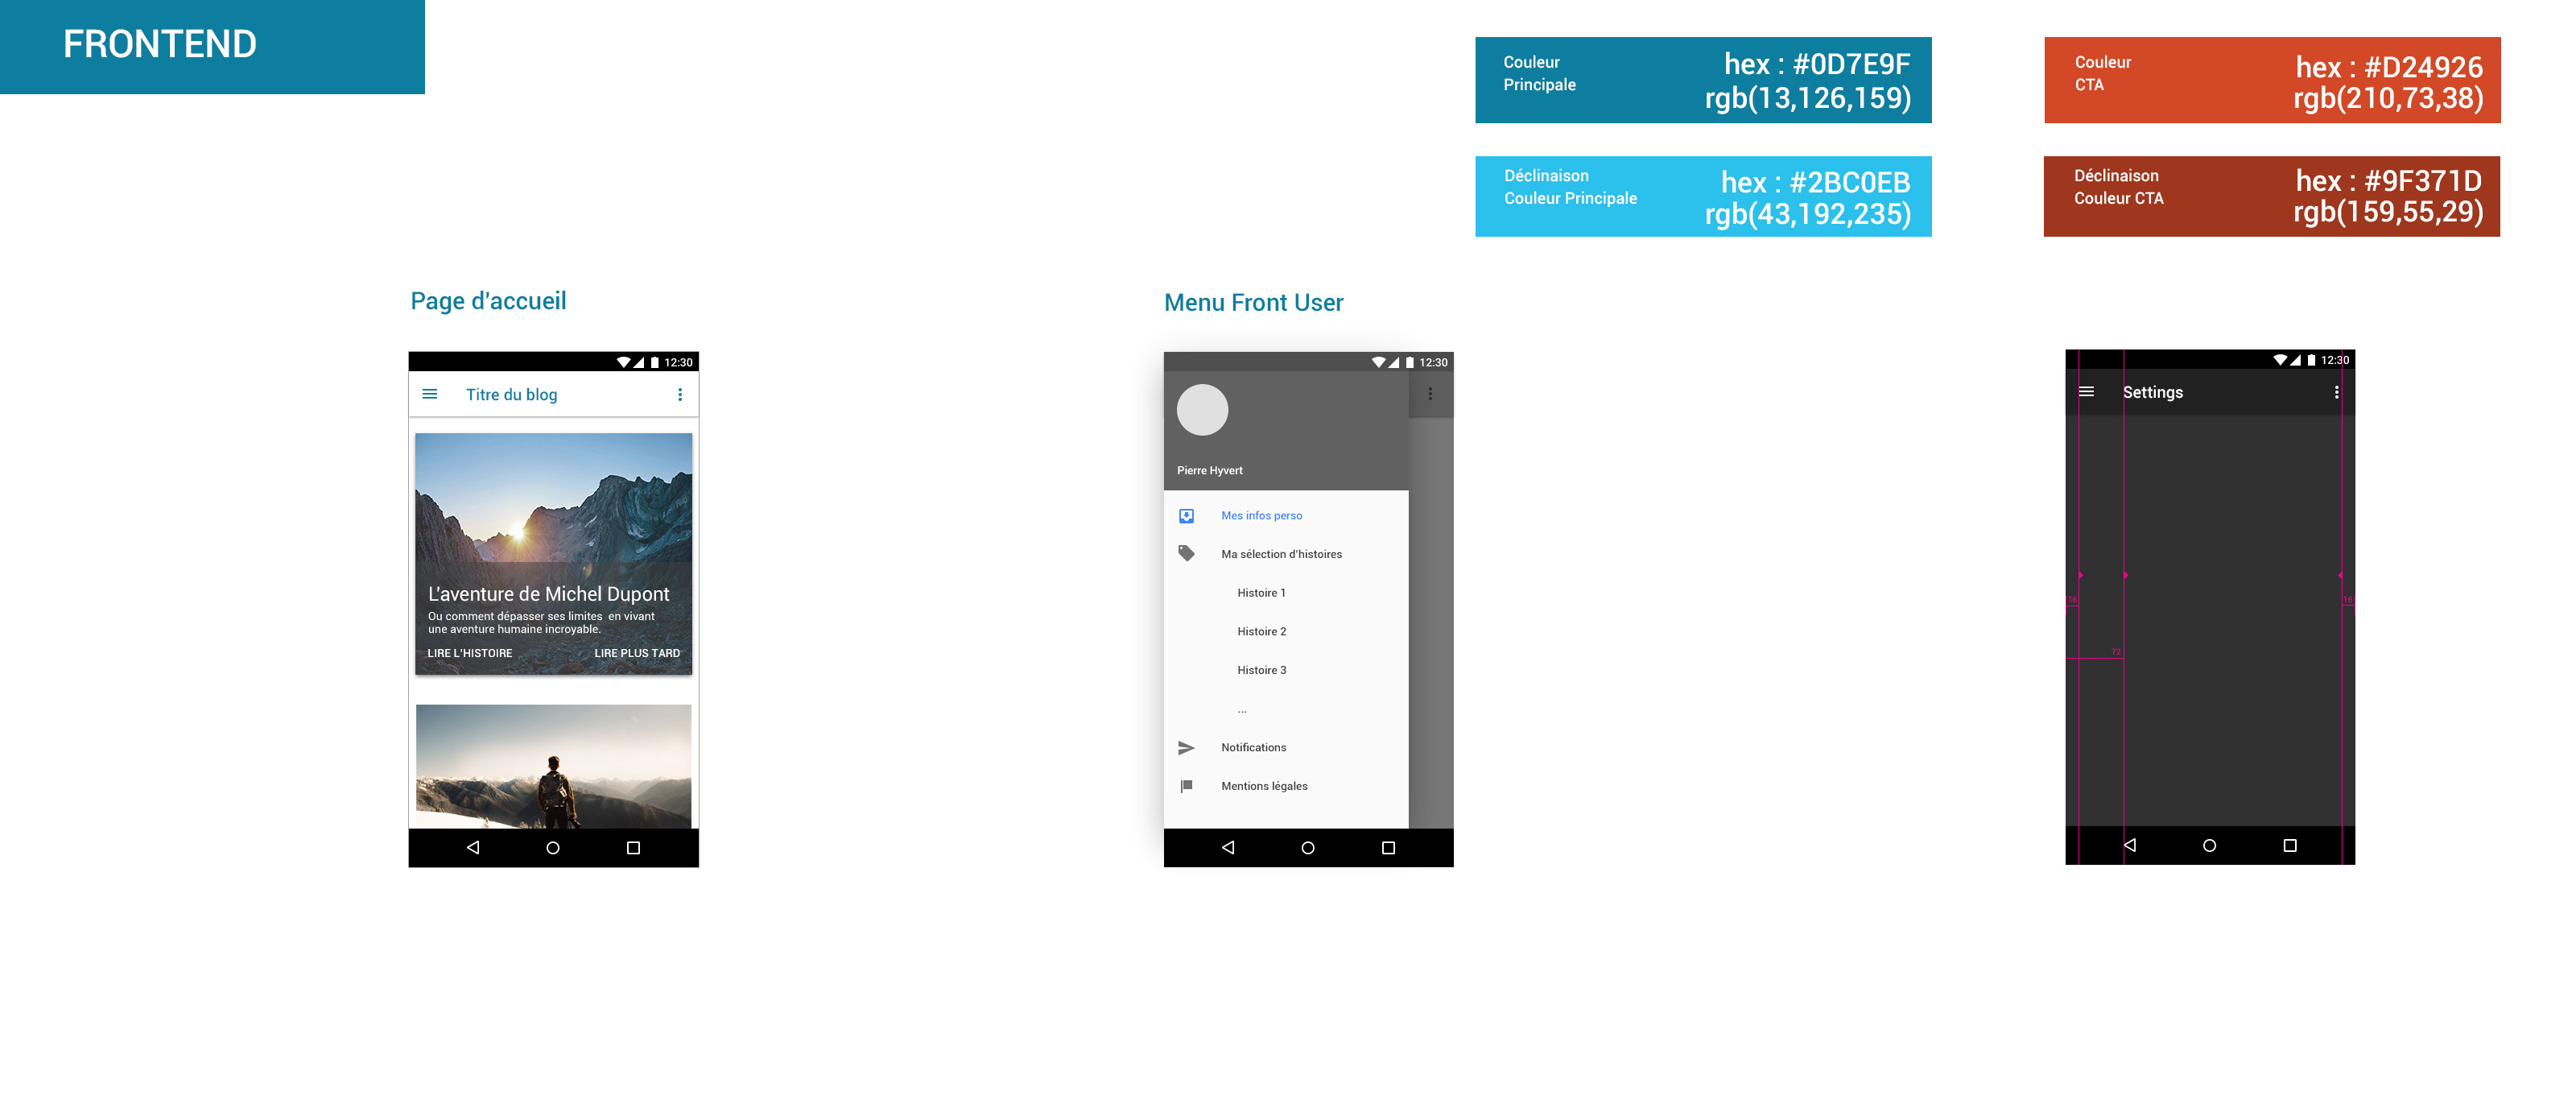 FRONTEND
Couleur
Principale
hex : #0D7E9F
rgb(13,126,159)
Couleur
CTA
hex : #D24926
rgb(210,73,38)
Déclinaison
Couleur Principale
hex : #2BC0EB
rgb(43,192,235)
Déclinaison
Couleur CTA
hex : #9F371D
rgb(159,55,29)
Page d'accueil
12:30
Titre du blog
L'aventure de Michel Dupont
Ou comment dépasser ses limites en vivant
une aventure humaine incroyable.
LIRE L'HISTOIRE
LIRE PLUS TARD
Menu Front User
12:30
Pierre Hyvert
Mes infos perso
Ma sélection d'histoires
Histoire 1
Histoire 2
Histoire 3
...
Notifications
Mentions légales
12:30
Settings
16
16
72